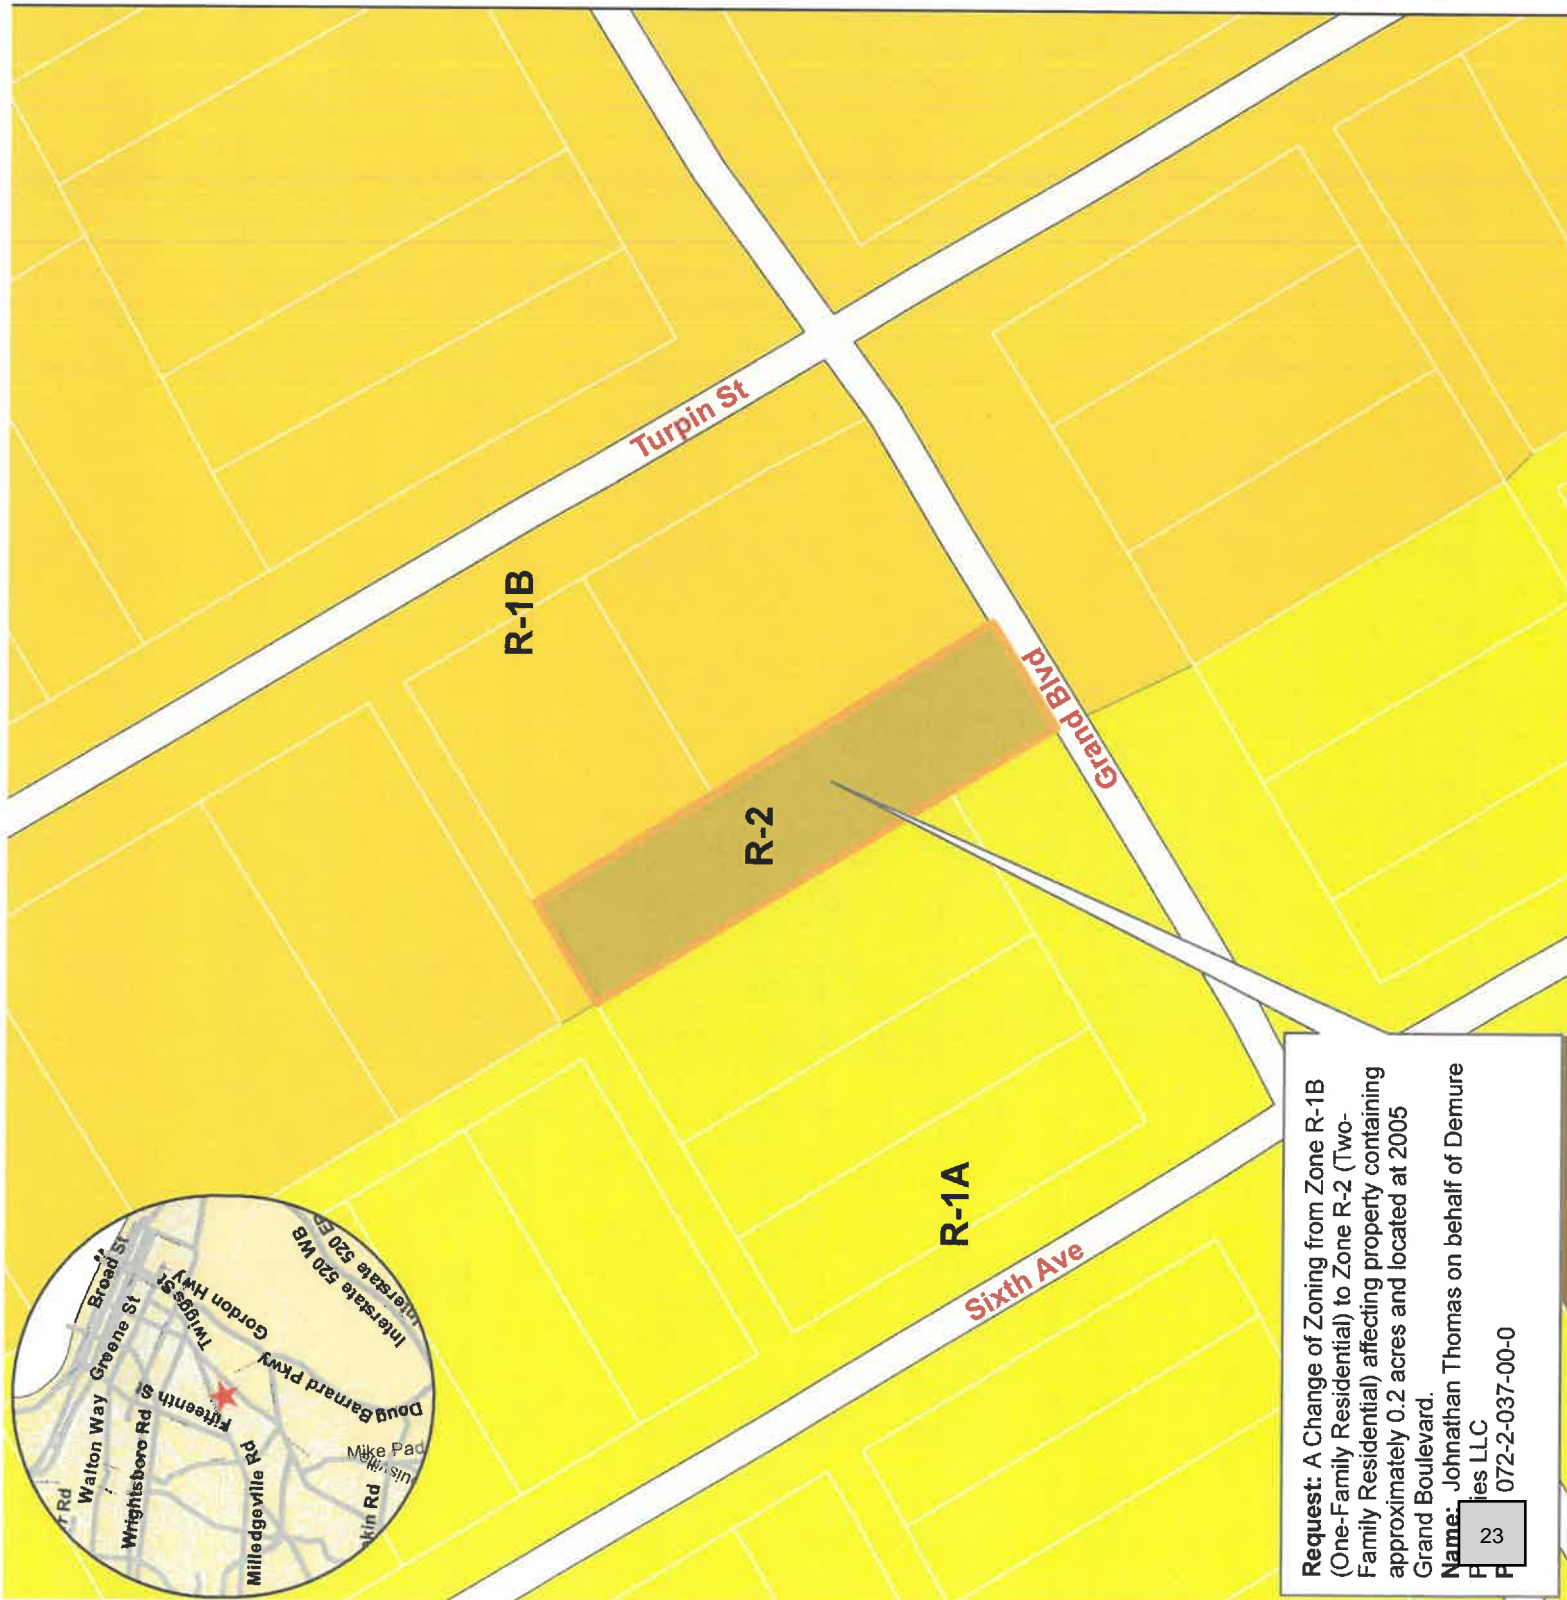 R-1B
R-2
R-1A
Turpin St
Grand Blvd
Sixth Ave
Broad St
Greene St
Walton Way
Wrightsboro Rd
Twiggs St
Gordon Hwy
Fifteenth St
Milledgeville Rd
Doug Barnard Pkwy
Interstate 520 WB
Interstate 520 EB
Mike Pad
Rd
akin Rd
Request: A Change of Zoning from Zone R-1B
(One-Family Residential) to Zone R-2 (Two-
Family Residential) affecting property containing
approximately 0.2 acres and located at 2005
Grand Boulevard.
Name: Johnathan Thomas on behalf of Demure
P ies LLC
P 072-2-037-00-0
23